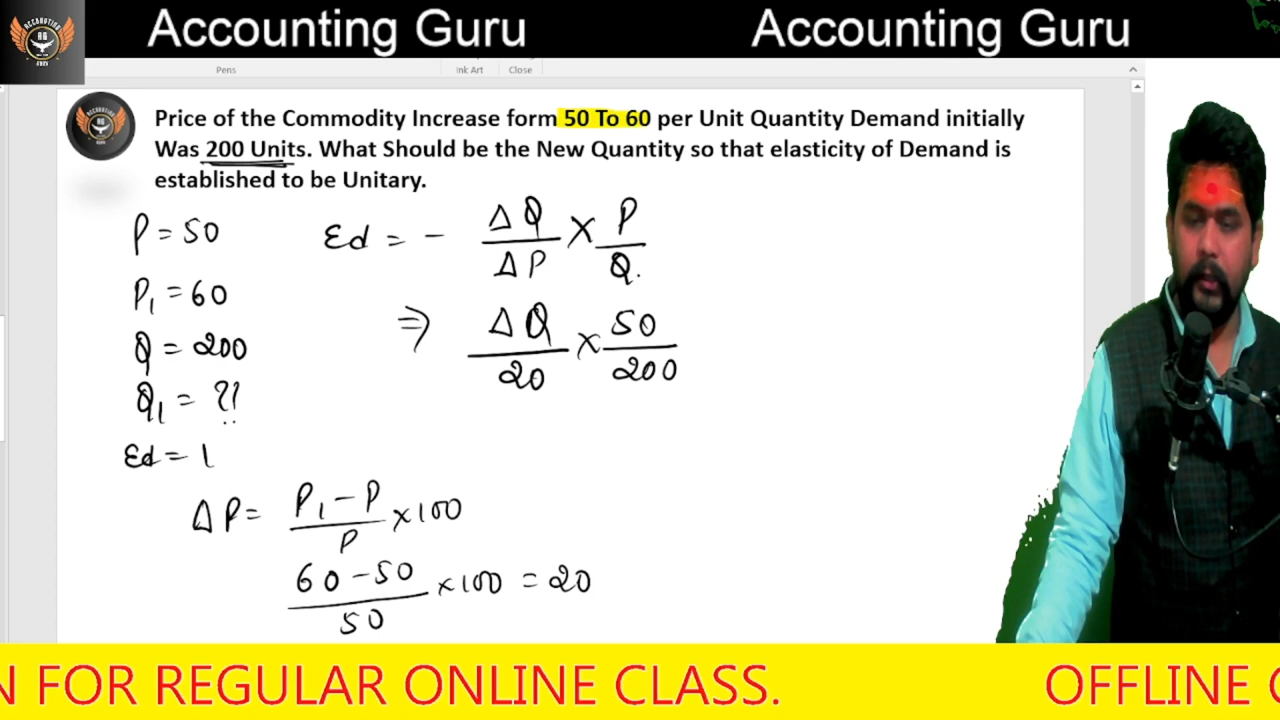 Accounting Guru
Accounting Guru
Pens
Ink Art
Close
Price of the Commodity Increase form 50 To 60 per Unit Quantity Demand initially
Was 200 Units. What Should be the New Quantity so that elasticity of Demand is
established to be Unitary.
P = 50
Ed = - ΔQ/ΔP × P/Q.
P₁ = 60
⇒ ΔQ/20 × 50/200
Q = 200
Q₁ = ??
Ed = 1
ΔP = P₁ - P/P × 100
60 - 50/50 × 100 = 20
N FOR REGULAR ONLINE CLASS.
OFFLINE C